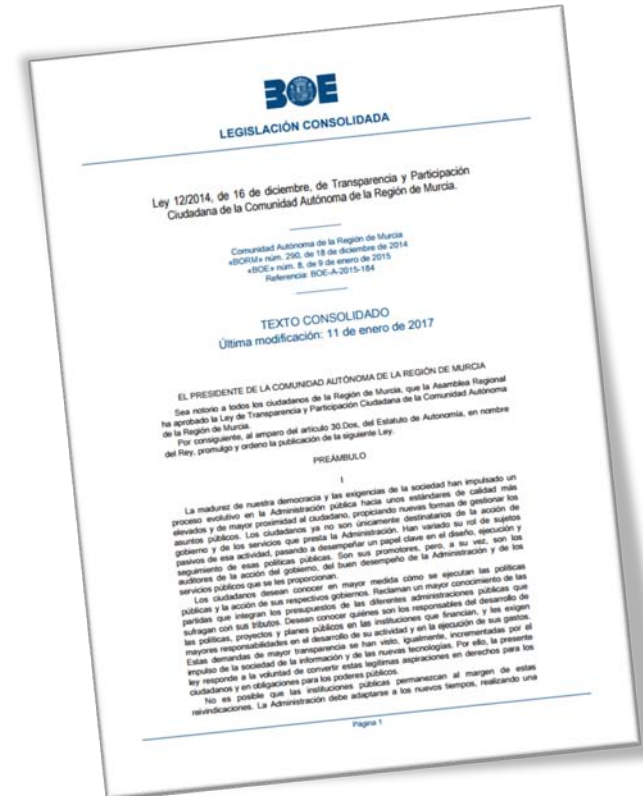 BOE
LEGISLACIÓN CONSOLIDADA
Ley 12/2014, de 16 de diciembre, de Transparencia y Participación
Ciudadana de la Comunidad Autónoma de la Región de Murcia.
Comunidad Autónoma de la Región de Murcia
«BORM» núm. 290, de 18 de diciembre de 2014
«BOE» núm. 8, de 9 de enero de 2015
Referencia: BOE-A-2015-184
TEXTO CONSOLIDADO
Última modificación: 11 de enero de 2017
EL PRESIDENTE DE LA COMUNIDAD AUTÓNOMA DE LA REGIÓN DE MURCIA
Sea notorio a todos los ciudadanos de la Región de Murcia, que la Asamblea Regional
ha aprobado la Ley de Transparencia y Participación Ciudadana de la Comunidad Autónoma
de la Región de Murcia.
Por consiguiente, al amparo del artículo 30.Dos, del Estatuto de Autonomía, en nombre
del Rey, promulgo y ordeno la publicación de la siguiente Ley.
PREÁMBULO
I
La madurez de nuestra democracia y las exigencias de la sociedad han impulsado un
proceso evolutivo en la Administración pública hacia unos estándares de calidad más
elevados y de mayor proximidad al ciudadano, propiciando nuevas formas de gestionar los
asuntos públicos. Los ciudadanos ya no son únicamente destinatarios de la acción de
gobierno y de los servicios que presta la Administración. Han variado su rol de sujetos
pasivos de esa actividad, pasando a desempeñar un papel clave en el diseño, ejecución y
seguimiento de esas políticas públicas. Son sus promotores, pero, a su vez, son los
auditores de la acción del gobierno, del buen desempeño de la Administración y de los
servicios públicos que se les proporcionan.
Los ciudadanos desean conocer en mayor medida cómo se ejecutan las políticas
públicas y la acción de sus respectivos gobiernos. Reclaman un mayor conocimiento de las
partidas que integran los presupuestos de las diferentes administraciones públicas que
sufragan con sus tributos. Desean conocer quiénes son los responsables del desarrollo de
las políticas, proyectos y planes públicos en las instituciones que financian, y les exigen
mayores responsabilidades en el desarrollo de su actividad y en la ejecución de sus gastos.
Estas demandas de mayor transparencia se han visto, igualmente, incrementadas por el
impulso de la sociedad de la información y de las nuevas tecnologías. Por ello, la presente
ley responde a la voluntad de convertir estas legítimas aspiraciones en derechos para los
ciudadanos y en obligaciones para los poderes públicos.
No es posible que las instituciones públicas permanezcan al margen de estas
reivindicaciones. La Administración debe adaptarse a los nuevos tiempos, realizando una
Página 1